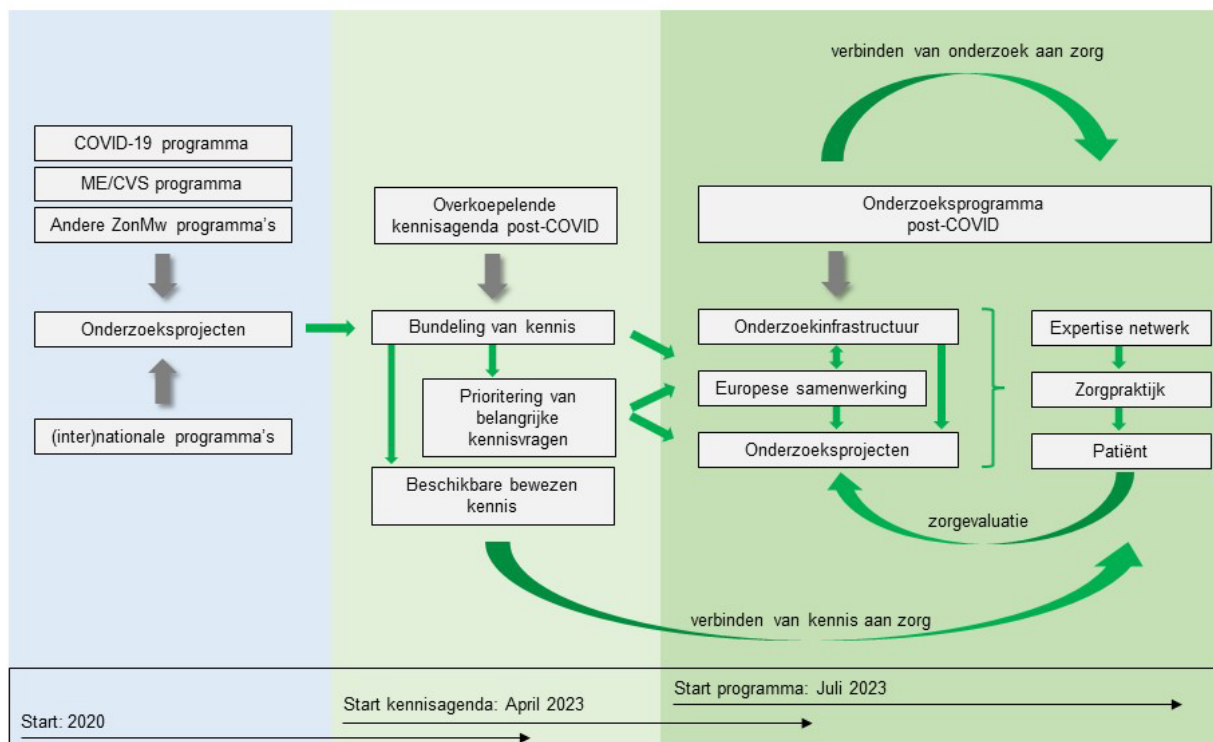 verbinden van onderzoek aan zorg
COVID-19 programma
ME/CVS programma
Andere ZonMw programma's
Overkoepelende
kennisagenda post-COVID
Onderzoeksprogramma
post-COVID
Onderzoeksprojecten
Bundeling van kennis
Onderzoekinfrastructuur
Expertise netwerk
Prioritering van
belangrijke
kennisvragen
Europese samenwerking
Zorgpraktijk
(inter)nationale programma's
Onderzoeksprojecten
Patiënt
Beschikbare bewezen
kennis
zorgevaluatie
verbinden van kennis aan zorg
Start: 2020
Start kennisagenda: April 2023
Start programma: Juli 2023